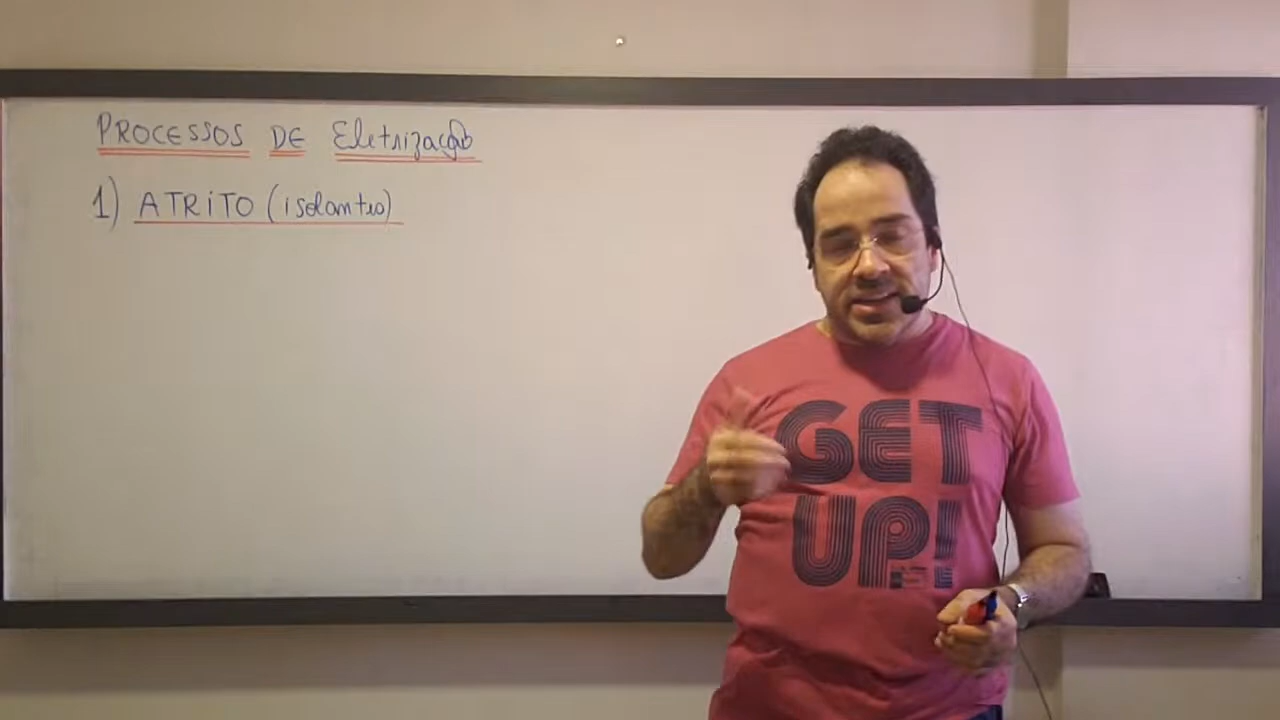 PROCESSOS DE Eletrização
1) ATRITO (isolantes)
GET
UP!